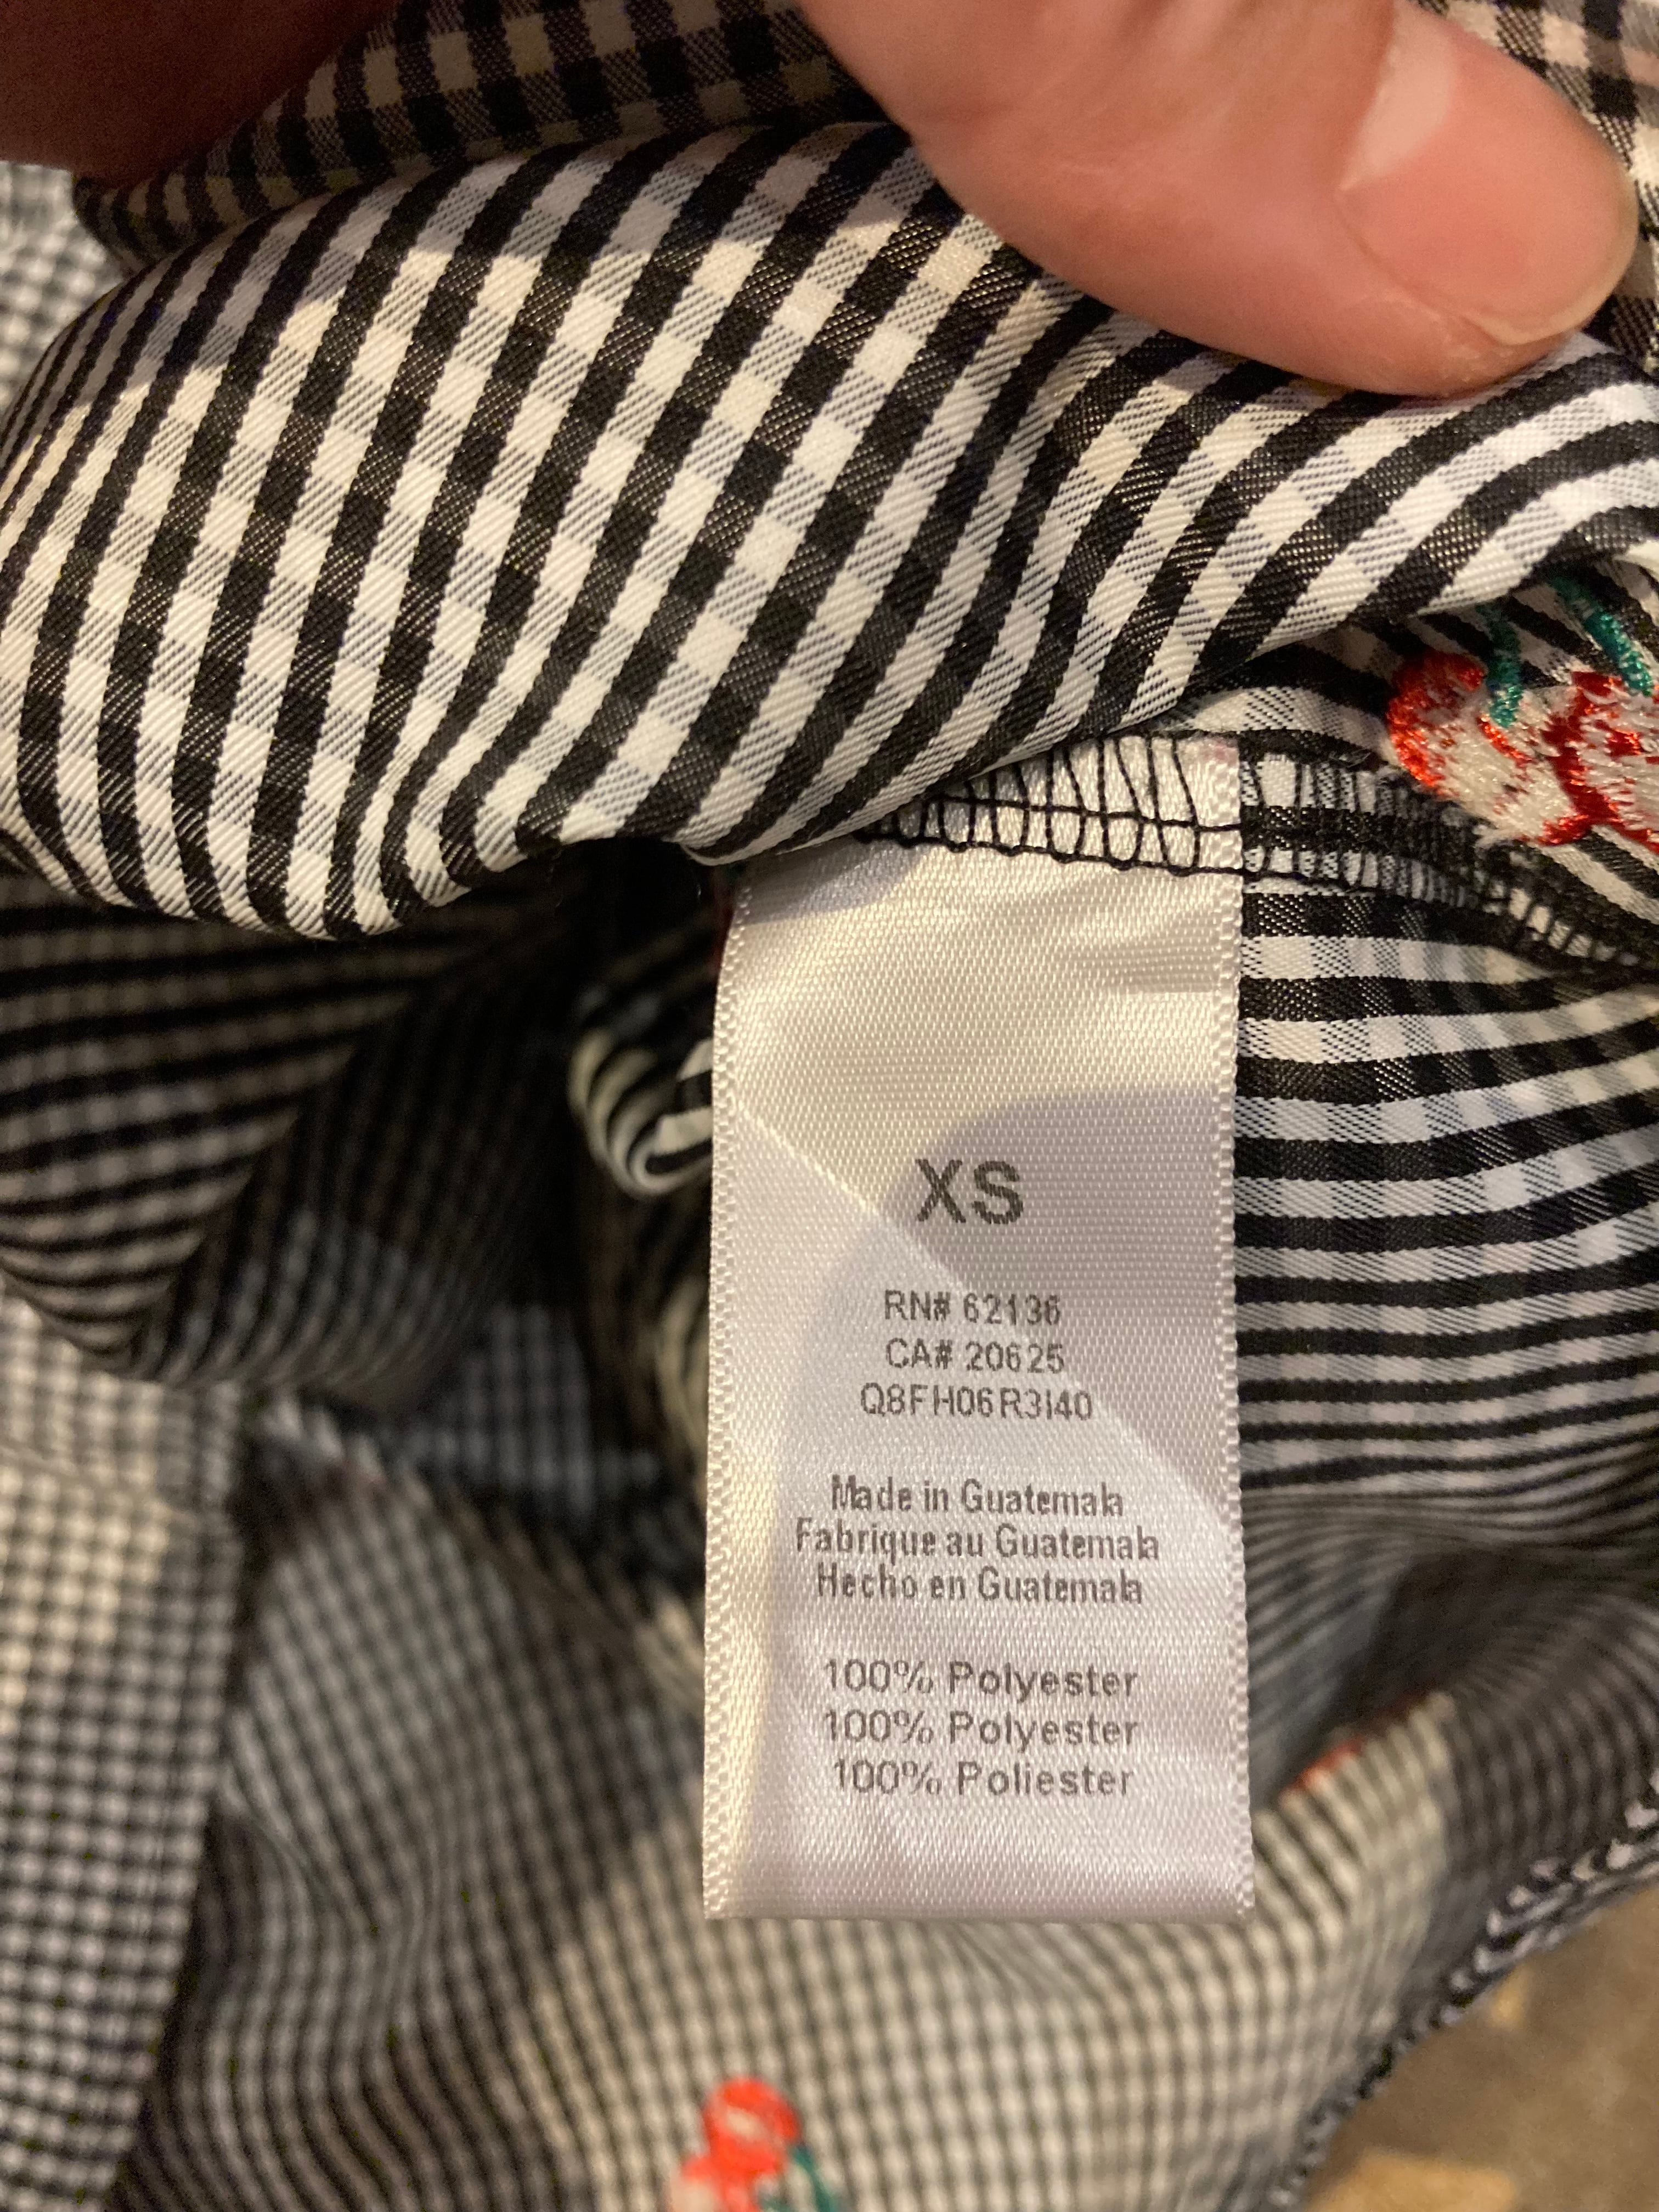 XS
RN# 62136
CA# 20625
Q8FH06R3I40
Made in Guatemala
Fabrique au Guatemala
Hecho en Guatemala
100% Polyester
100% Polyester
100% Poliester